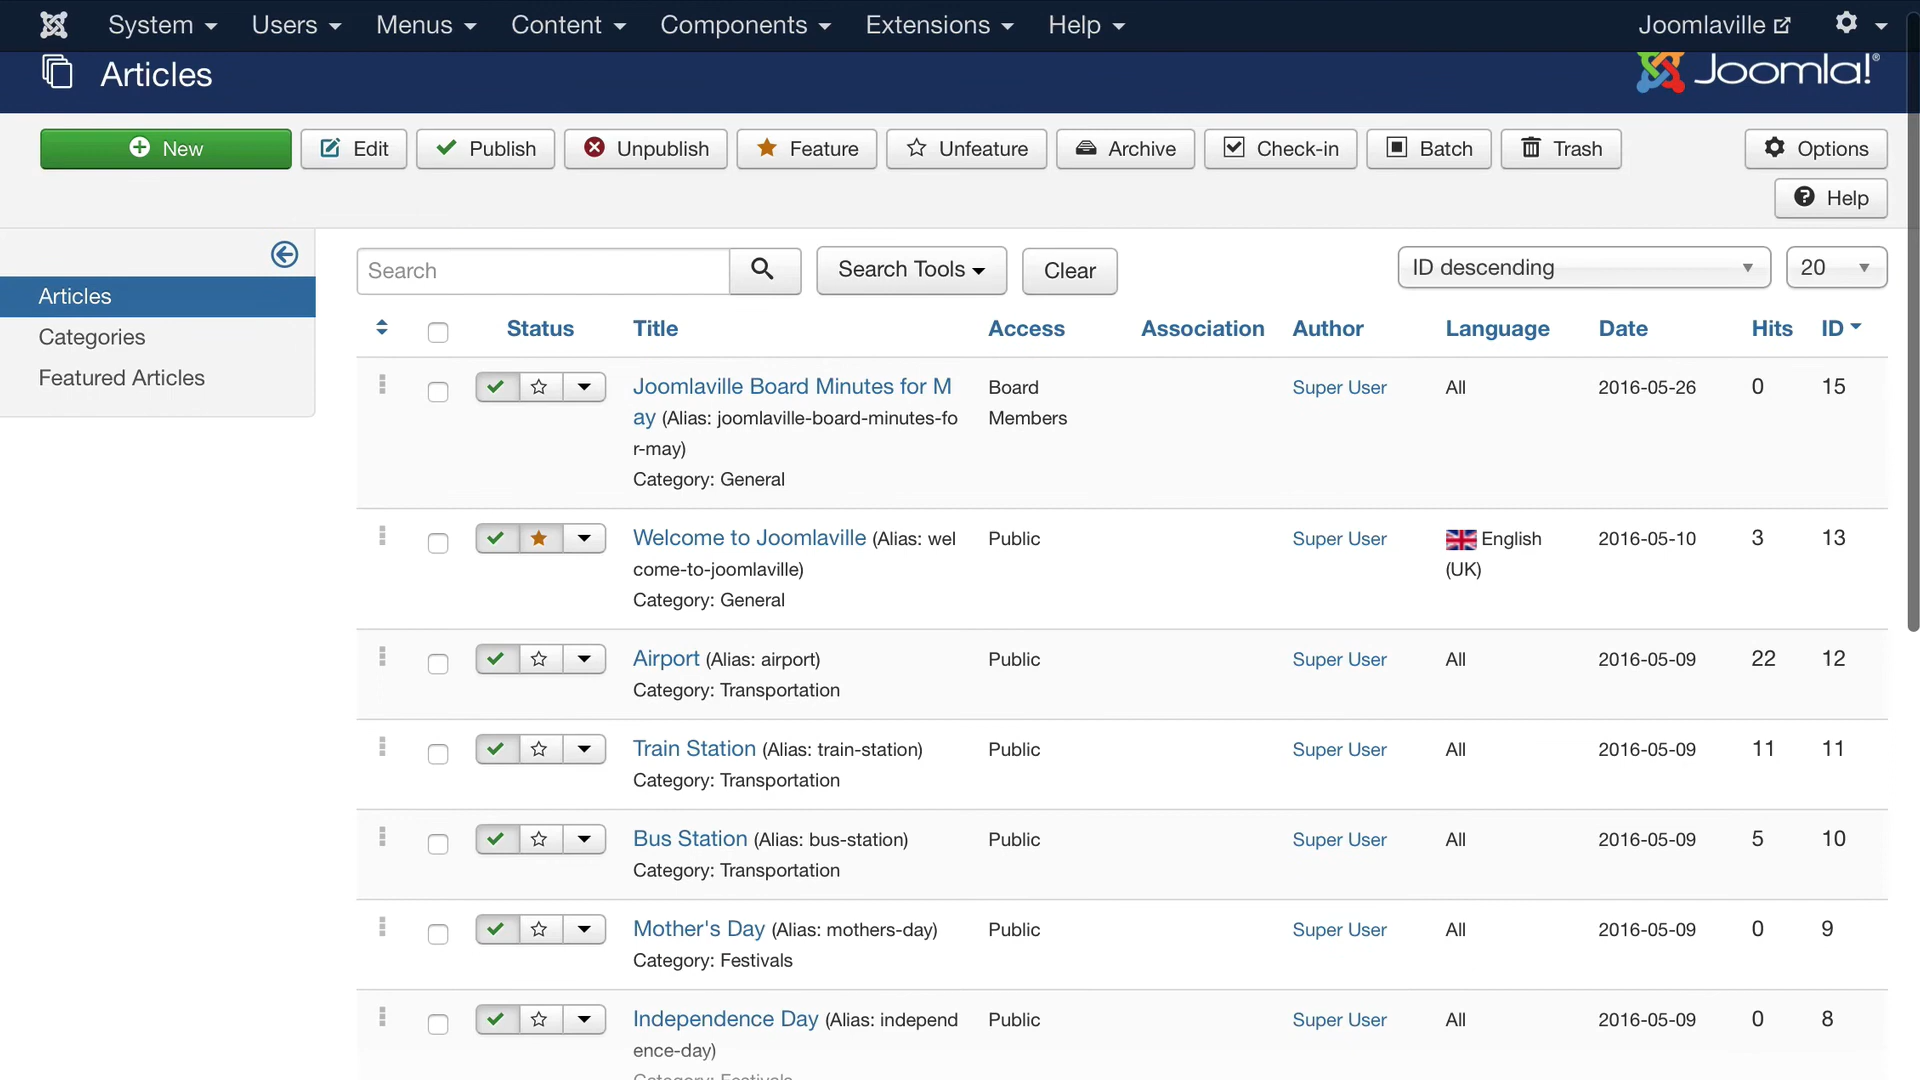 System Users Menus Content Components Extensions Help Joomlaville
Articles Joomla!®
New Edit Publish Unpublish Feature Unfeature Archive Check-in Batch Trash Options
Help
Search Search Tools Clear ID descending 20
Articles
Categories
Featured Articles
Status Title Access Association Author Language Date Hits ID
Joomlaville Board Minutes for M Board Super User All 2016-05-26 0 15
ay (Alias: joomlaville-board-minutes-fo Members
r-may)
Category: General
Welcome to Joomlaville (Alias: wel Public Super User English 2016-05-10 3 13
come-to-joomlaville) (UK)
Category: General
Airport (Alias: airport) Public Super User All 2016-05-09 22 12
Category: Transportation
Train Station (Alias: train-station) Public Super User All 2016-05-09 11 11
Category: Transportation
Bus Station (Alias: bus-station) Public Super User All 2016-05-09 5 10
Category: Transportation
Mother's Day (Alias: mothers-day) Public Super User All 2016-05-09 0 9
Category: Festivals
Independence Day (Alias: independ Public Super User All 2016-05-09 0 8
ence-day)
Category: Festivals